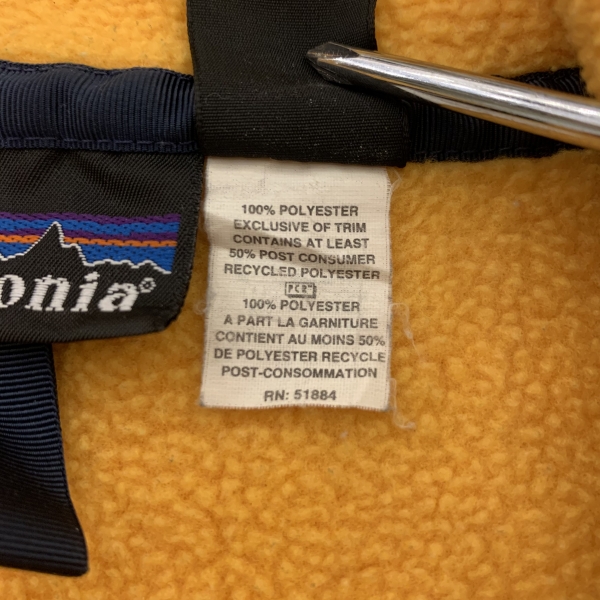 onia®
100% POLYESTER
EXCLUSIVE OF TRIM
CONTAINS AT LEAST
50% POST CONSUMER
RECYCLED POLYESTER
PCR™
100% POLYESTER
A PART LA GARNITURE
CONTIENT AU MOINS 50%
DE POLYESTER RECYCLE
POST-CONSOMMATION
RN: 51884